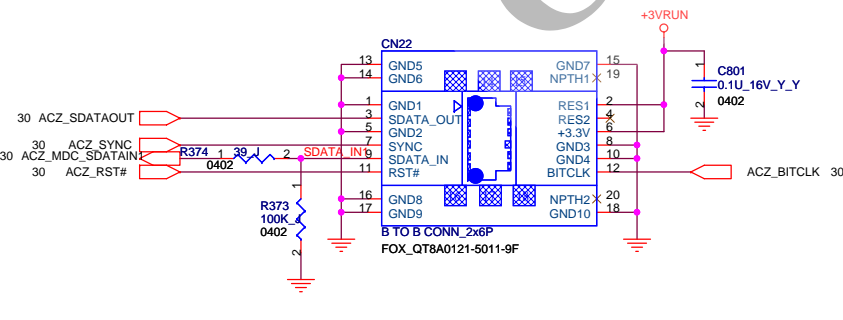 +3VRUN
CN22
13 GND5 GND7 15
14 GND6 NPTH1 19
C801
0.1U_16V_Y_Y
0402
1
2
1 GND1 RES1 2
30 ACZ_SDATAOUT 3 SDATA_OUT RES2 4
5 GND2 +3.3V 6
30 ACZ_SYNC 7 SYNC GND3 8
30 ACZ_MDC_SDATAIN1 R374 1 39_J 2 SDATA_IN1 9 SDATA_IN GND4 10
0402
30 ACZ_RST# 11 RST# BITCLK 12 ACZ_BITCLK 30
1
R373
100K_J
0402
2
16 GND8 NPTH2 20
17 GND9 GND10 18
B TO B CONN_2x6P
FOX_QT8A0121-5011-9F